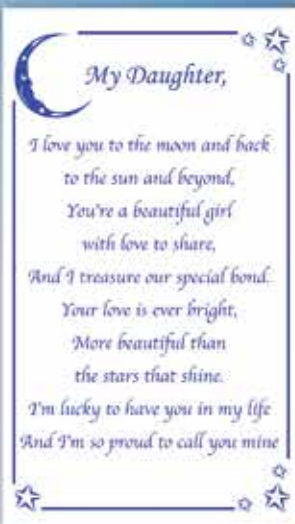 My Daughter,
I love you to the moon and back
to the sun and beyond,
You're a beautiful girl
with love to share,
And I treasure our special bond.
Your love is ever bright,
More beautiful than
the stars that shine.
I'm lucky to have you in my life
And I'm so proud to call you mine